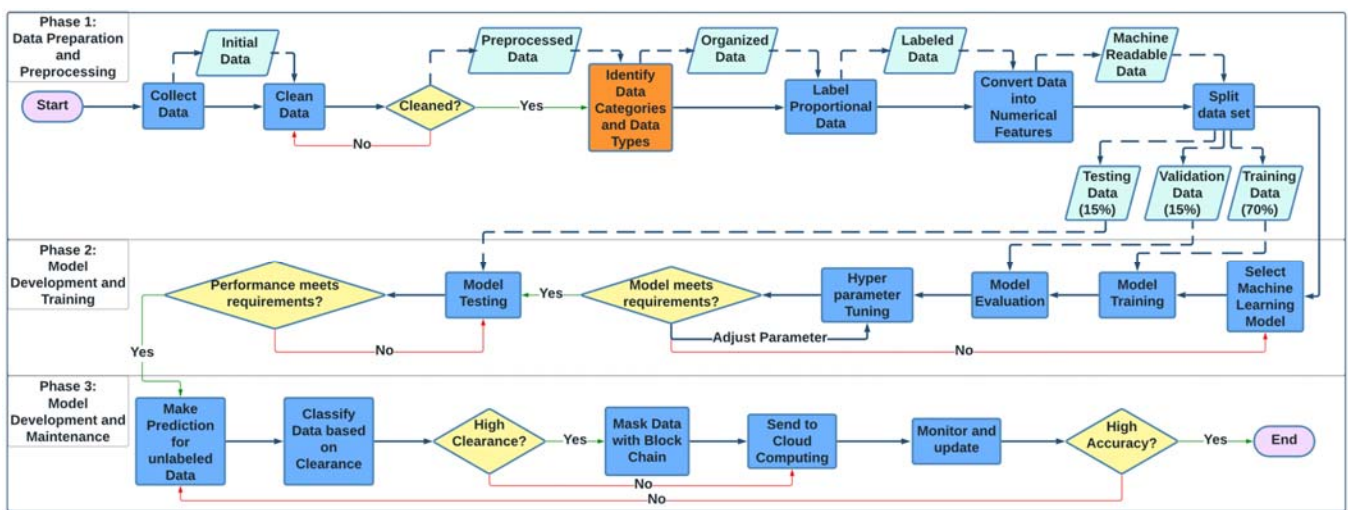 Phase 1:
Data Preparation
and
Preprocessing
Initial
Data
Preprocessed
Data
Organized
Data
Labeled
Data
Machine
Readable
Data
Start
Collect
Data
Clean
Data
Cleaned?
Yes
No
Identify
Data
Categories
and Data
Types
Label
Proportional
Data
Convert Data
into
Numerical
Features
Split
data set
Testing
Data
(15%)
Validation
Data
(15%)
Training
Data
(70%)
Phase 2:
Model
Development and
Training
Performance meets
requirements?
No
Yes
Model
Testing
Yes
Model meets
requirements?
Adjust Parameter
No
Hyper
parameter
Tuning
Model
Evaluation
Model
Training
Select
Machine
Learning
Model
Phase 3:
Model
Development and
Maintenance
Make
Prediction for
unlabeled
Data
Classify
Data based
on
Clearance
High
Clearance?
Yes
No
Mask Data
with Block
Chain
Send to
Cloud
Computing
Monitor and
update
High
Accuracy?
Yes
No
End